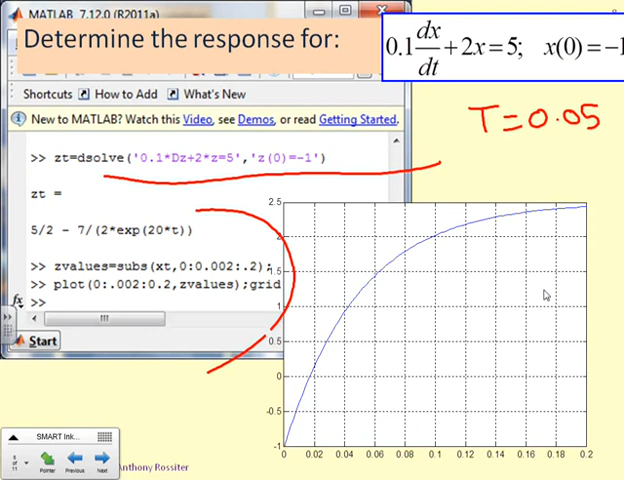 MATLAB 7.12.0 (R2011a)
Determine the response for:
0.1 dx/dt + 2x = 5; x(0) = −1
Shortcuts How to Add What's New
T = 0.05
New to MATLAB? Watch this Video, see Demos, or read Getting Started.
>> zt=dsolve('0.1*Dz+2*z=5','z(0)=-1')
zt =
5/2 - 7/(2*exp(20*t))
>> zvalues=subs(xt,0:0.002:.2);
>> plot(0:.002:0.2,zvalues);grid
fx >>
Start
2.5
2
1.5
1
0.5
0
-0.5
-1
0 0.02 0.04 0.06 0.08 0.1 0.12 0.14 0.16 0.18 0.2
SMART Ink...
5 of 11
Pointer Previous Next
Anthony Rossiter